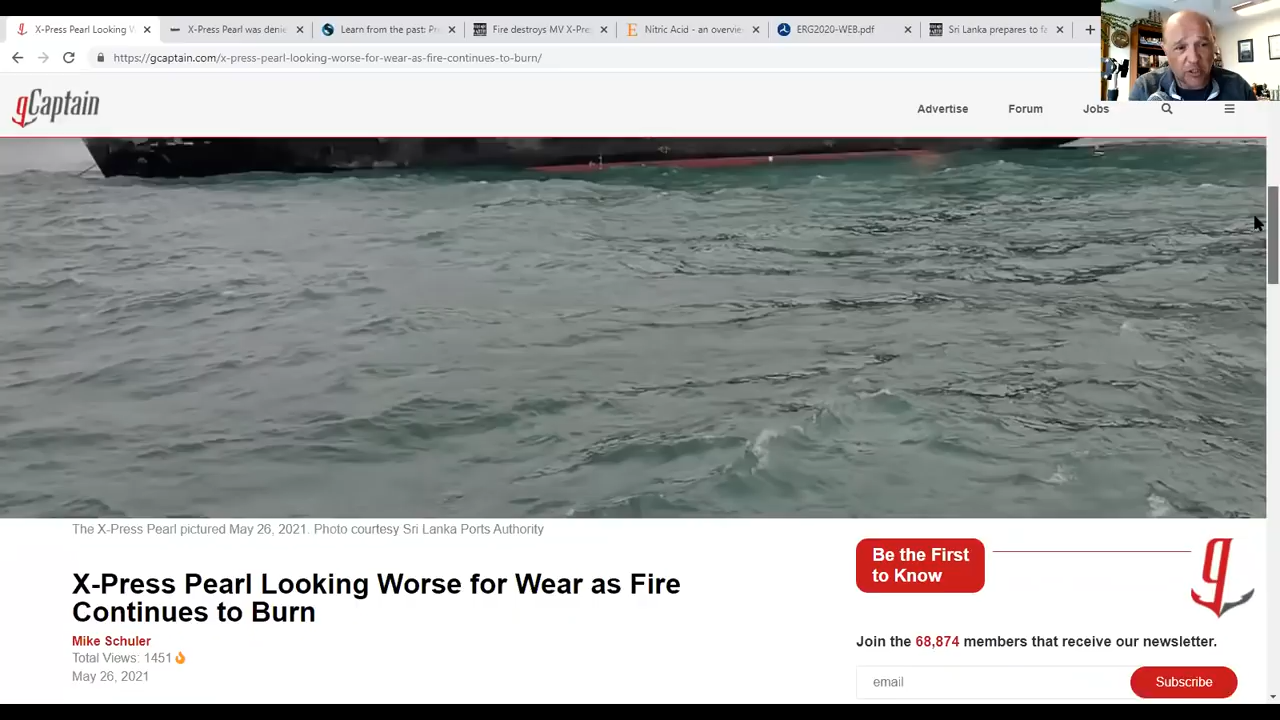 X-Press Pearl Looking W
X-Press Pearl was denie
Learn from the past: Pr
Fire destroys MV X-Pres
Nitric Acid - an overvie
ERG2020-WEB.pdf
Sri Lanka prepares to fa
https://gcaptain.com/x-press-pearl-looking-worse-for-wear-as-fire-continues-to-burn/
gCaptain
Advertise
Forum
Jobs
The X-Press Pearl pictured May 26, 2021. Photo courtesy Sri Lanka Ports Authority
X-Press Pearl Looking Worse for Wear as Fire
Continues to Burn
Mike Schuler
Total Views: 1451
May 26, 2021
Be the First
to Know
g
Join the 68,874 members that receive our newsletter.
email
Subscribe